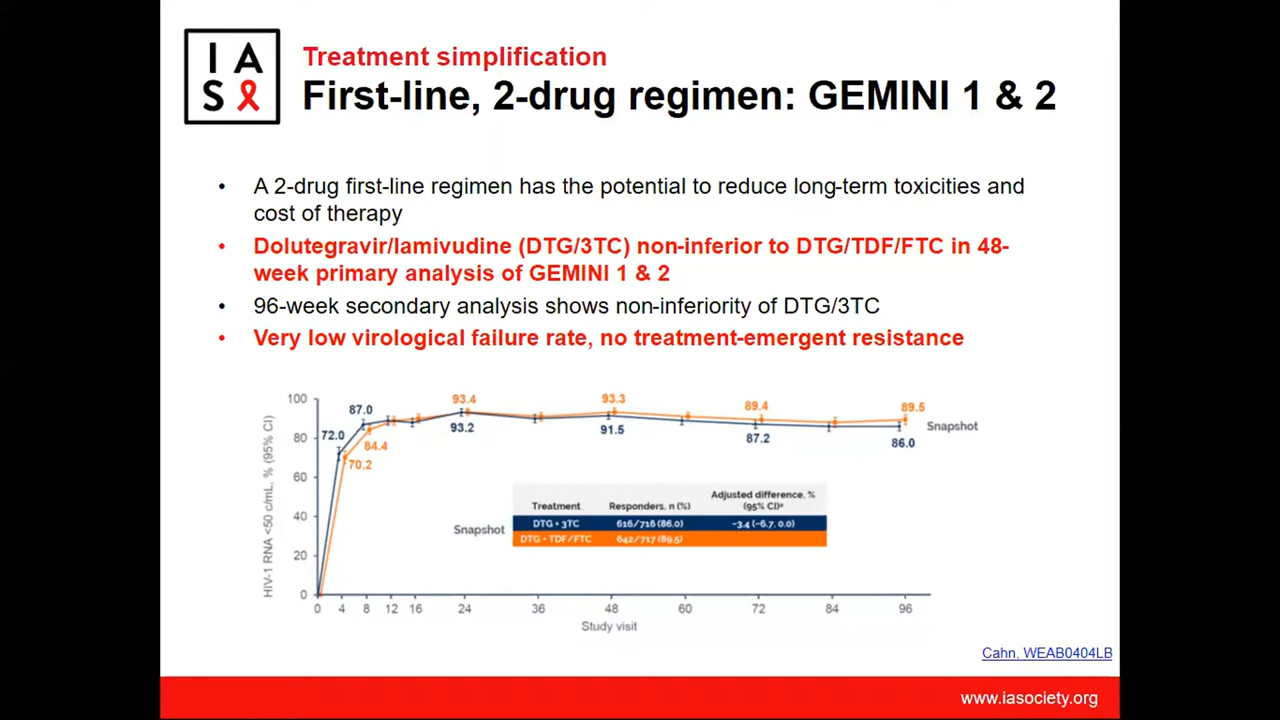 I A
S
Treatment simplification
First-line, 2-drug regimen: GEMINI 1 & 2
• A 2-drug first-line regimen has the potential to reduce long-term toxicities and
cost of therapy
• Dolutegravir/lamivudine (DTG/3TC) non-inferior to DTG/TDF/FTC in 48-
week primary analysis of GEMINI 1 & 2
• 96-week secondary analysis shows non-inferiority of DTG/3TC
• Very low virological failure rate, no treatment-emergent resistance
HIV-1 RNA <50 c/mL, % (95% CI)
100
80
60
40
20
0
72.0
87.0
84.4
70.2
93.4
93.2
93.3
91.5
89.4
87.2
89.5
86.0
Snapshot
Snapshot
Treatment Responders, n (%) Adjusted difference, %
(95% CI)ᵃ
DTG + 3TC 616/716 (86.0) –3.4 (–6.7, 0.0)
DTG + TDF/FTC 642/717 (89.5)
0 4 8 12 16 24 36 48 60 72 84 96
Study visit
Cahn, WEAB0404LB
www.iasociety.org